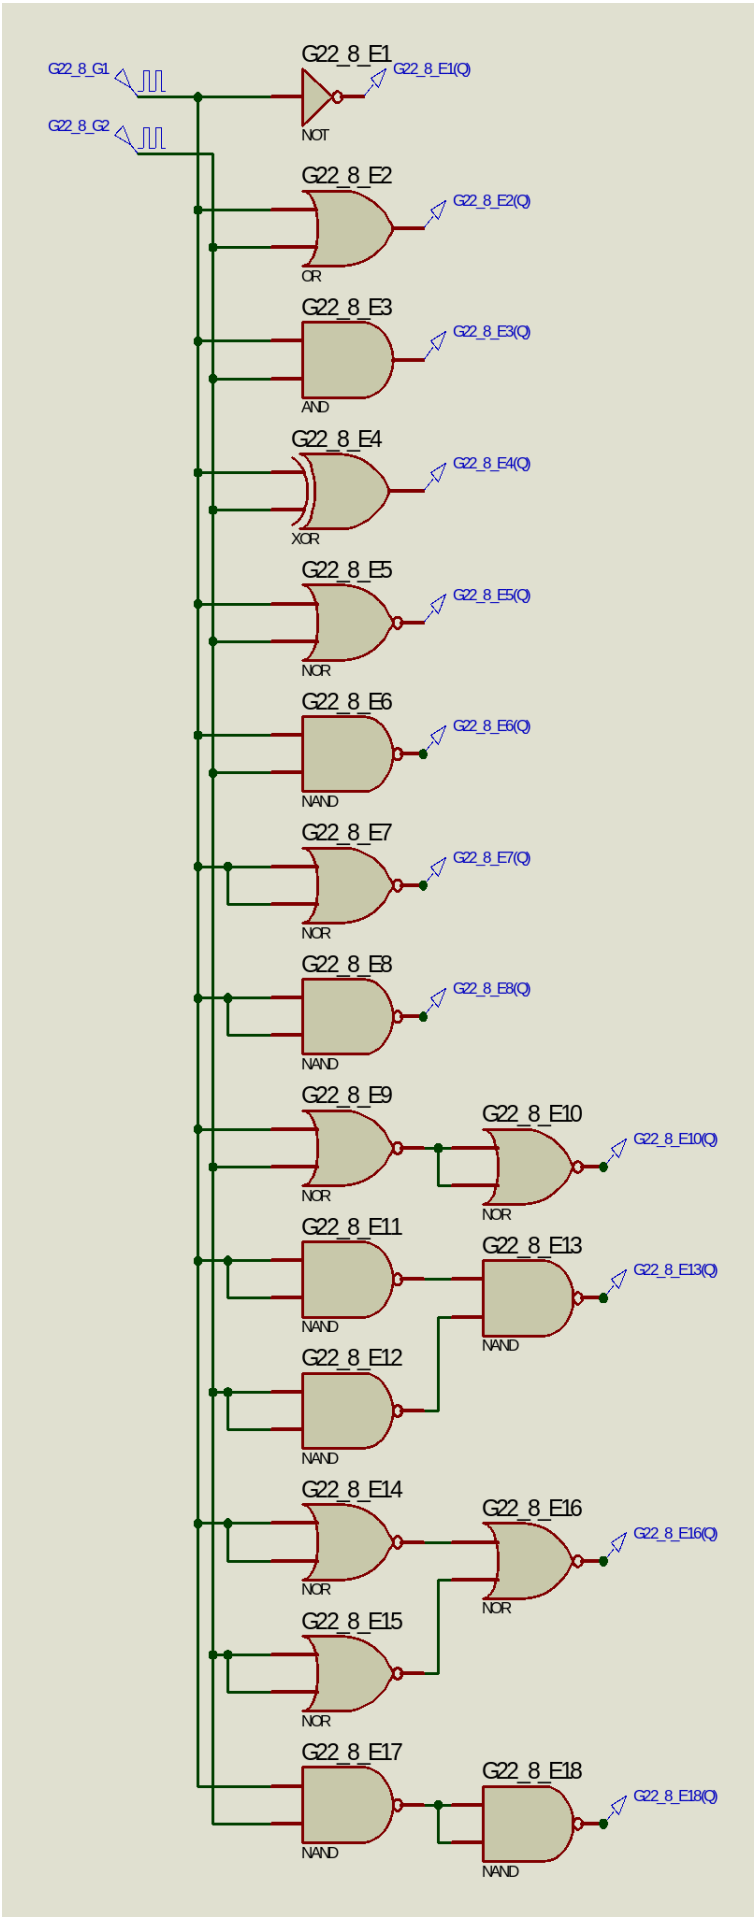 G22_8_E1
G22_8_G1
G22_8_E1(Q)
G22_8_G2
NOT
G22_8_E2
G22_8_E2(Q)
OR
G22_8_E3
G22_8_E3(Q)
AND
G22_8_E4
G22_8_E4(Q)
XOR
G22_8_E5
G22_8_E5(Q)
NOR
G22_8_E6
G22_8_E6(Q)
NAND
G22_8_E7
G22_8_E7(Q)
NOR
G22_8_E8
G22_8_E8(Q)
NAND
G22_8_E9
G22_8_E10
G22_8_E10(Q)
NOR
NOR
G22_8_E11
G22_8_E13
G22_8_E13(Q)
NAND
NAND
G22_8_E12
NAND
G22_8_E14
G22_8_E16
G22_8_E16(Q)
NOR
NOR
G22_8_E15
NOR
G22_8_E17
G22_8_E18
G22_8_E18(Q)
NAND
NAND